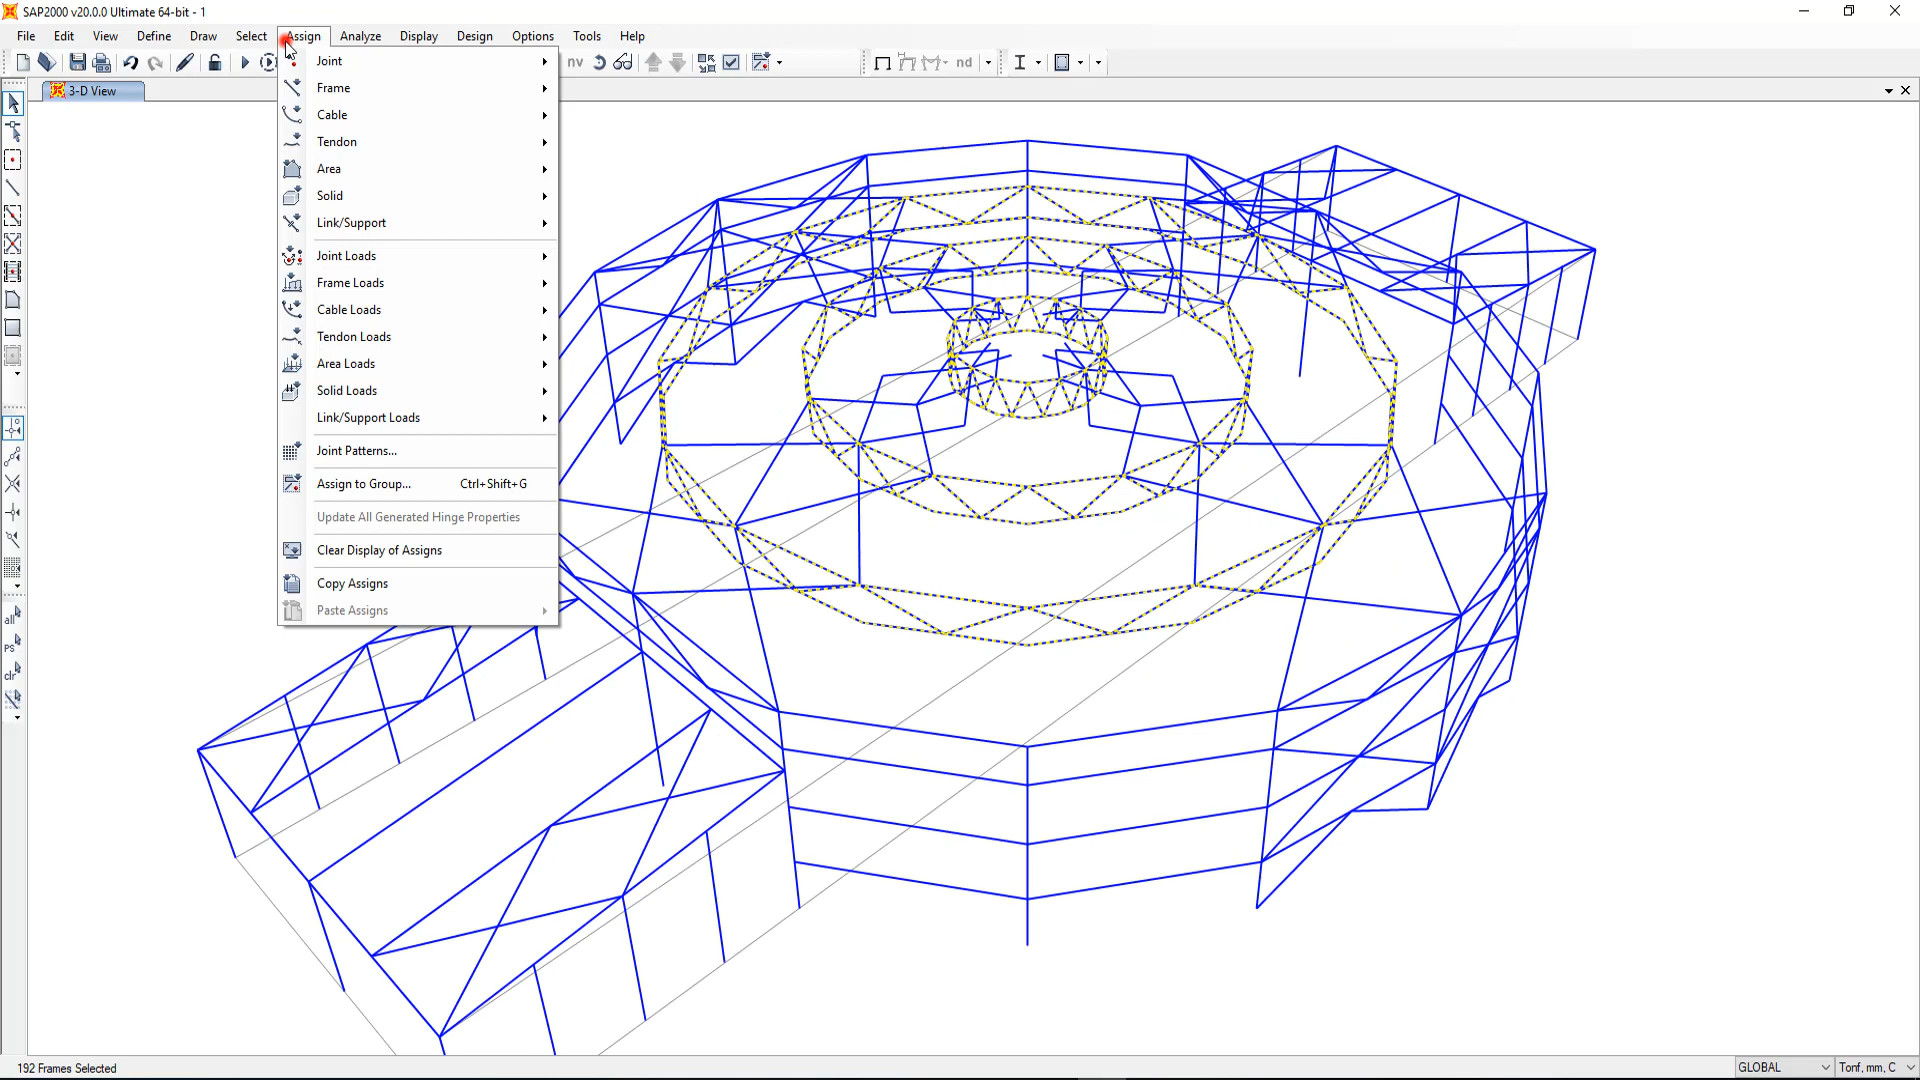 SAP2000 v20.0.0 Ultimate 64-bit - 1
File Edit View Define Draw Select Assign Analyze Display Design Options Tools Help
nv nd
3-D View
Joint
Frame
Cable
Tendon
Area
Solid
Link/Support
Joint Loads
Frame Loads
Cable Loads
Tendon Loads
Area Loads
Solid Loads
Link/Support Loads
Joint Patterns...
Assign to Group... Ctrl+Shift+G
Update All Generated Hinge Properties
Clear Display of Assigns
Copy Assigns
Paste Assigns
all
ps
clr
192 Frames Selected
GLOBAL
Tonf, mm, C